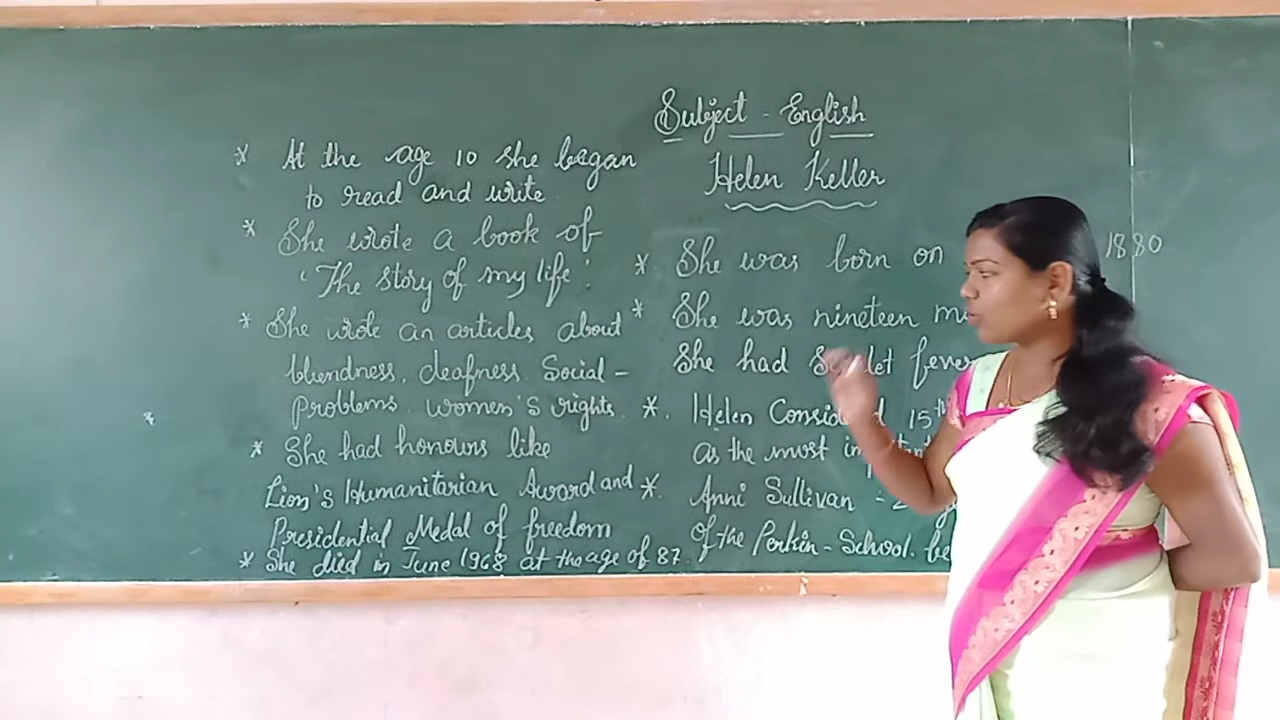 Subject - English
Helen Keller
* She was born on 1880
* She was nineteen
She had fever
*. Helen 15th
as the most
*. Anni Sullivan -
of the Perkin - School.
* At the age 10 she began
to read and write
* She wrote a book of
'The story of my life'.
* She wrote an articles about
blindness, deafness. Social -
Problems. women's rights.
* She had honours like
Lion's Humanitarian Award and
Presidential Medal of freedom
* She died in June 1968 at the age of 87.